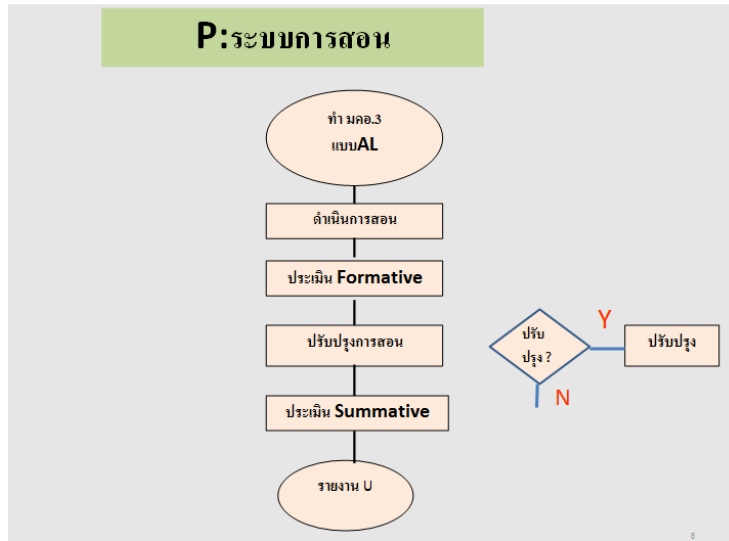 P:ระบบการสอน
ทำ มคอ.3
แบบAL
ดำเนินการสอน
ประเมิน Formative
ปรับปรุงการสอน
ประเมิน Summative
รายงาน U
ปรับ
ปรุง ?
Y
ปรับปรุง
N
8